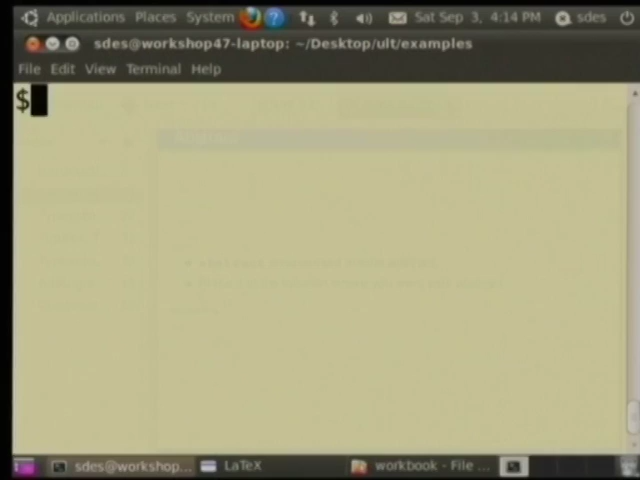 Applications Places System Sat Sep 3, 4:14 PM sdes
sdes@workshop47-laptop: ~/Desktop/ult/examples
File Edit View Terminal Help
$
sdes@workshop... LaTeX workbook - File ...